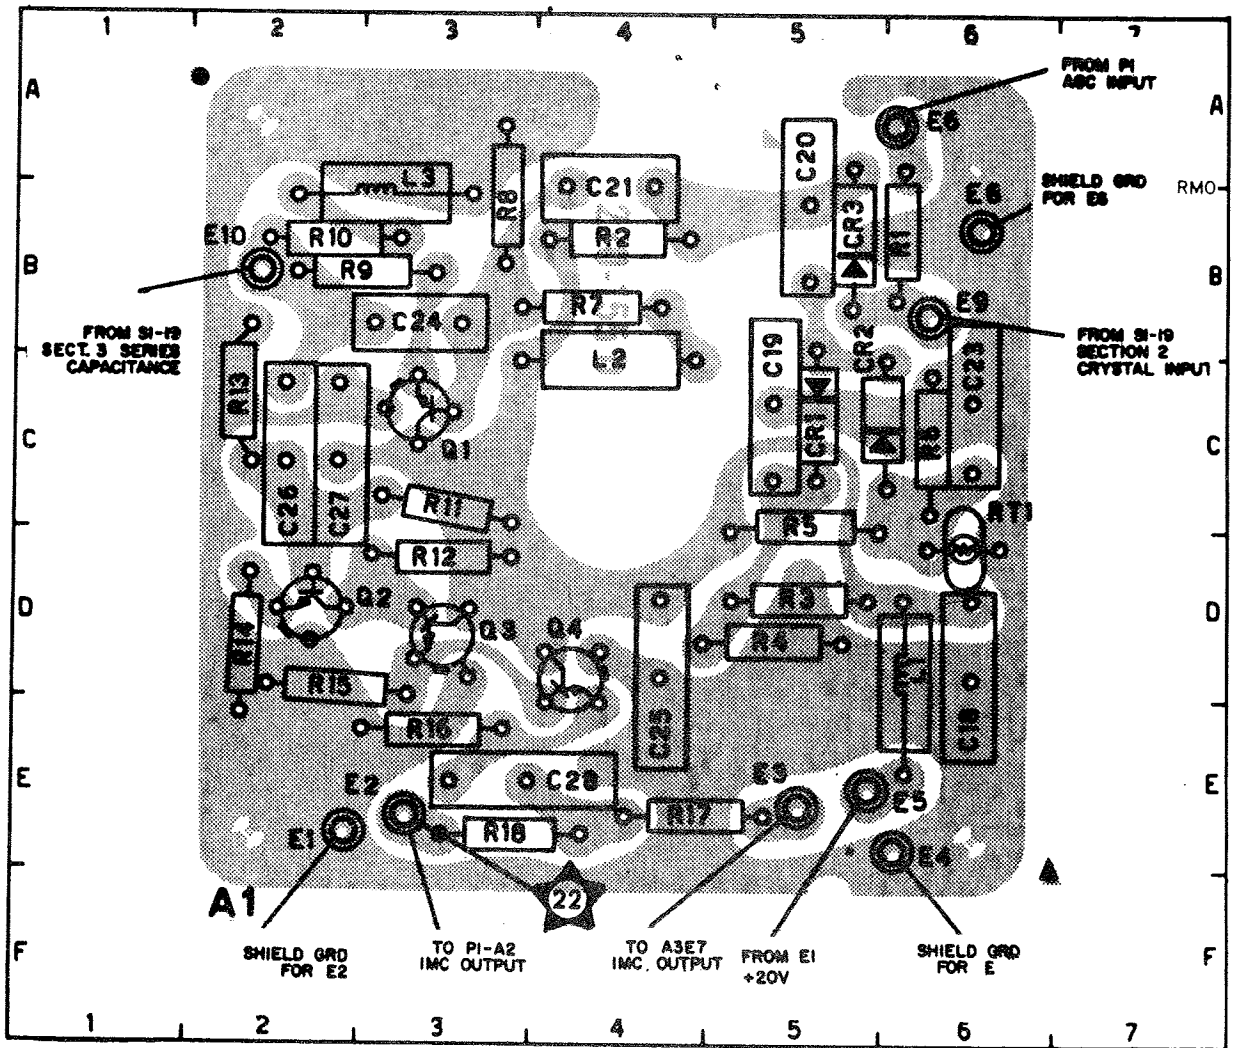 1 2 3 4 5 6 7
FROM P1
AGC INPUT
A A
E6
C20
L3 C21
R8 CR3 R1
RMO
SHIELD GRD
FOR E6
E6
E10 R10 R2
B B
R9
R7 E9
C24
FROM S1-19
SECT. 3 SERIES
CAPACITANCE
FROM S1-19
SECTION 2
CRYSTAL INPUT
L2 C19 CR2 C23
R13
C C
Q1 CR1 R6
C26 C27 R11
RT1
R12 R5
D D
Q2 R3
R14 Q3 Q4 R4
R15 L1
R16 C25 C18
E E
E2 C28 E3 E5
E1 R18 R17 E4
A1 22
F F
SHIELD GRD
FOR E2
TO P1-A2
IMC OUTPUT
TO A3E7
IMC. OUTPUT
FROM E1
+20V
SHIELD GRD
FOR E
1 2 3 4 5 6 7